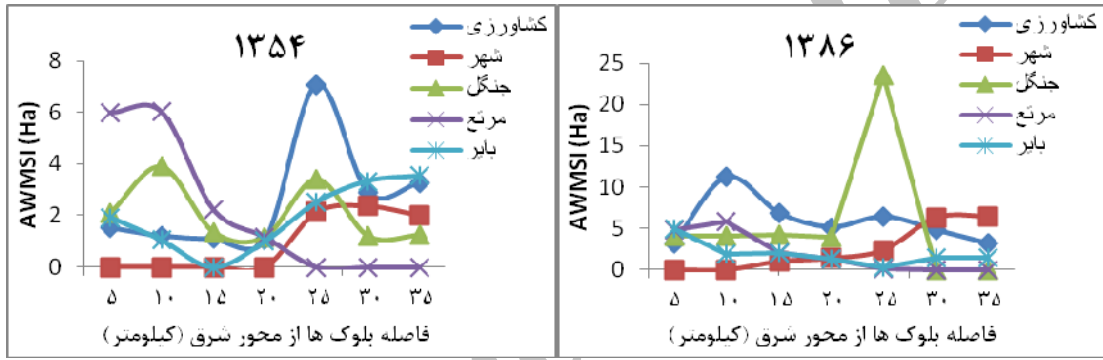 ۱۳۵۴
کشاورزی
شهر
جنگل
مرتع
بایر
AWMSI (Ha)
8
6
4
2
0
۵ ۱۰ ۱۵ ۲۰ ۲۵ ۳۰ ۳۵
فاصله بلوک ها از محور شرق (کیلومتر)
۱۳۸۶
کشاورزی
شهر
جنگل
مرتع
بایر
AWMSI (Ha)
25
20
15
10
5
0
۵ ۱۰ ۱۵ ۲۰ ۲۵ ۳۰ ۳۵
فاصله بلوک ها از محور شرق (کیلومتر)